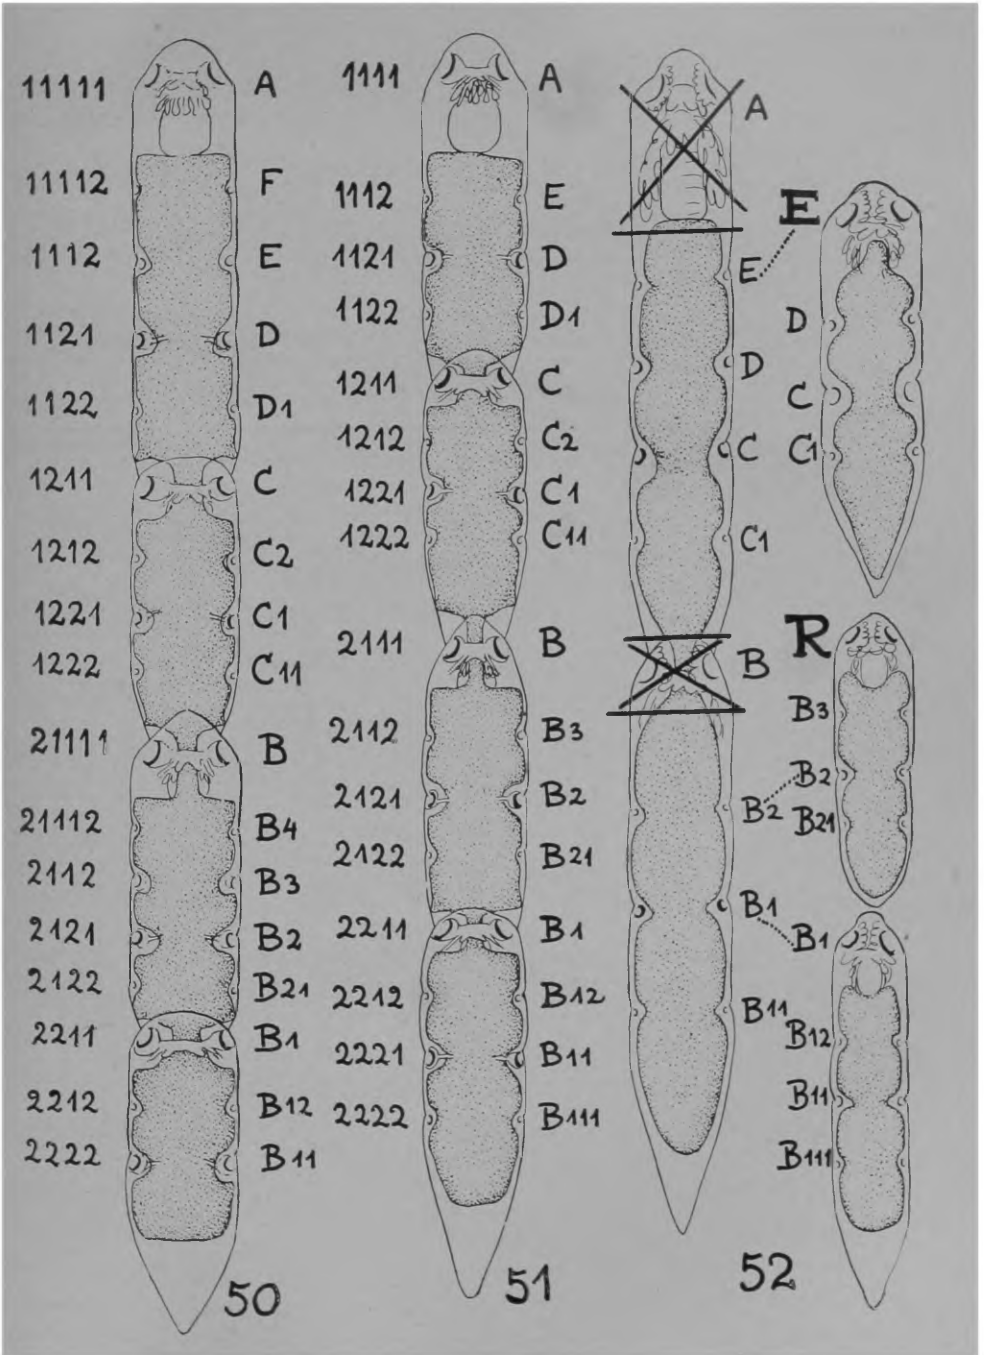 11111 A
11112 F
1112 E
1121 D
1122 D1
1211 C
1212 C2
1221 C1
1222 C11
21111 B
21112 B4
2112 B3
2121 B2
2122 B21
2211 B1
2212 B12
2222 B11
50
1111 A
1112 E
1121 D
1122 D1
1211 C
1212 C2
1221 C1
1222 C11
2111 B
2112 B3
2121 B2
2122 B21
2211 B1
2212 B12
2221 B11
2222 B111
51
A
E
D
C
C1
B
B2
B1
B11
52
E
D
C
C1
R
B3
B2
B21
B1
B12
B11
B111